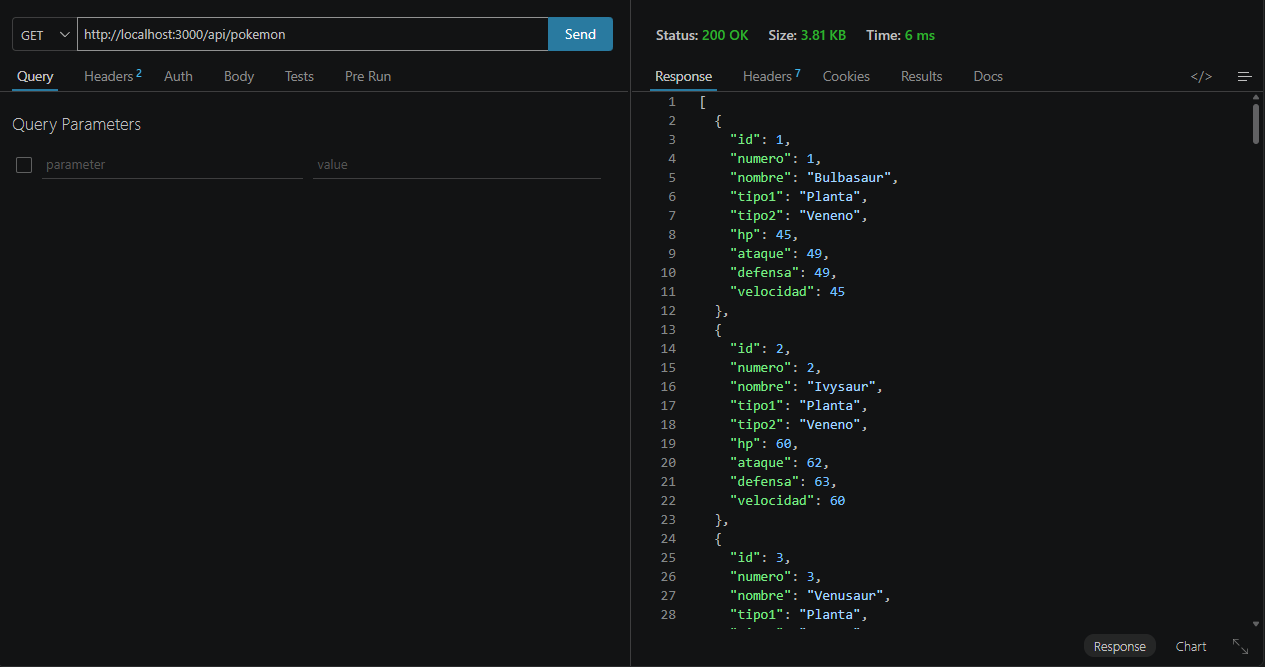 GET http://localhost:3000/api/pokemon Send
Query Headers 2 Auth Body Tests Pre Run
Query Parameters
parameter value
Status: 200 OK Size: 3.81 KB Time: 6 ms
Response Headers 7 Cookies Results Docs </>
1 [
2 {
3 "id": 1,
4 "numero": 1,
5 "nombre": "Bulbasaur",
6 "tipo1": "Planta",
7 "tipo2": "Veneno",
8 "hp": 45,
9 "ataque": 49,
10 "defensa": 49,
11 "velocidad": 45
12 },
13 {
14 "id": 2,
15 "numero": 2,
16 "nombre": "Ivysaur",
17 "tipo1": "Planta",
18 "tipo2": "Veneno",
19 "hp": 60,
20 "ataque": 62,
21 "defensa": 63,
22 "velocidad": 60
23 },
24 {
25 "id": 3,
26 "numero": 3,
27 "nombre": "Venusaur",
28 "tipo1": "Planta",
Response Chart